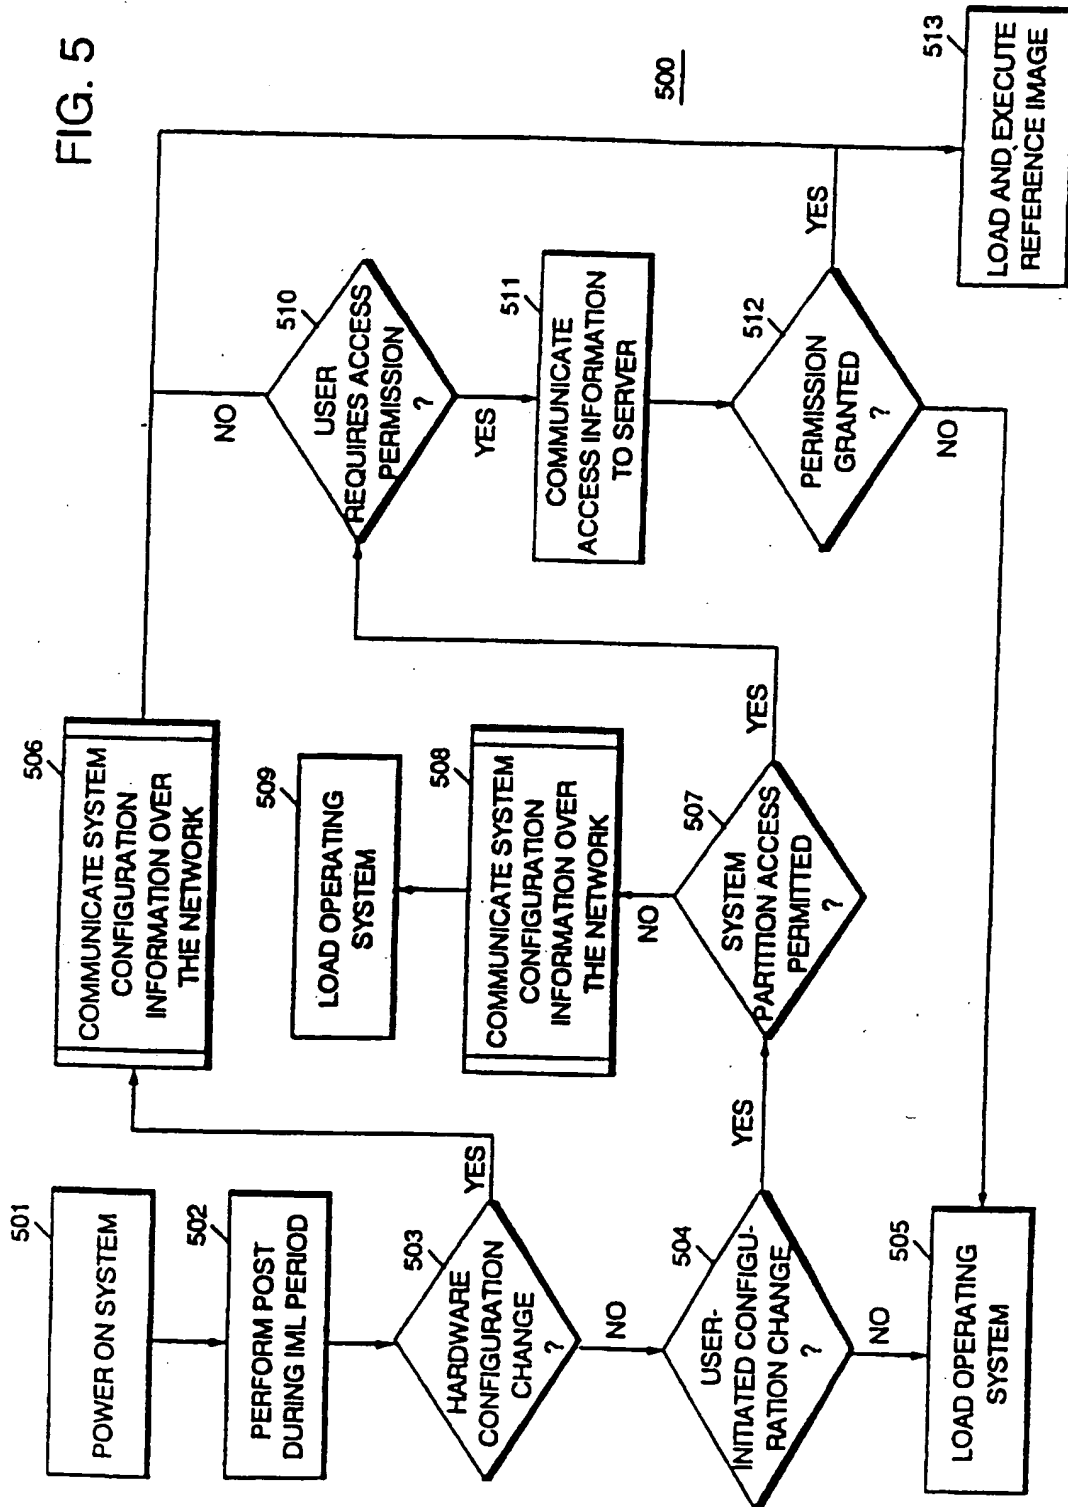 FIG. 5
500
501
POWER ON SYSTEM
502
PERFORM POST
DURING IML PERIOD
503
HARDWARE
CONFIGURATION
CHANGE
?
YES
NO
504
USER-
INITIATED CONFIGU-
RATION CHANGE
?
YES
NO
505
LOAD OPERATING
SYSTEM
506
COMMUNICATE SYSTEM
CONFIGURATION
INFORMATION OVER
THE NETWORK
509
LOAD OPERATING
SYSTEM
508
COMMUNICATE SYSTEM
CONFIGURATION
INFORMATION OVER
THE NETWORK
NO
507
SYSTEM
PARTITION ACCESS
PERMITTED
?
YES
NO
510
USER
REQUIRES ACCESS
PERMISSION
?
YES
511
COMMUNICATE
ACCESS INFORMATION
TO SERVER
512
PERMISSION
GRANTED
?
YES
NO
513
LOAD AND EXECUTE
REFERENCE IMAGE